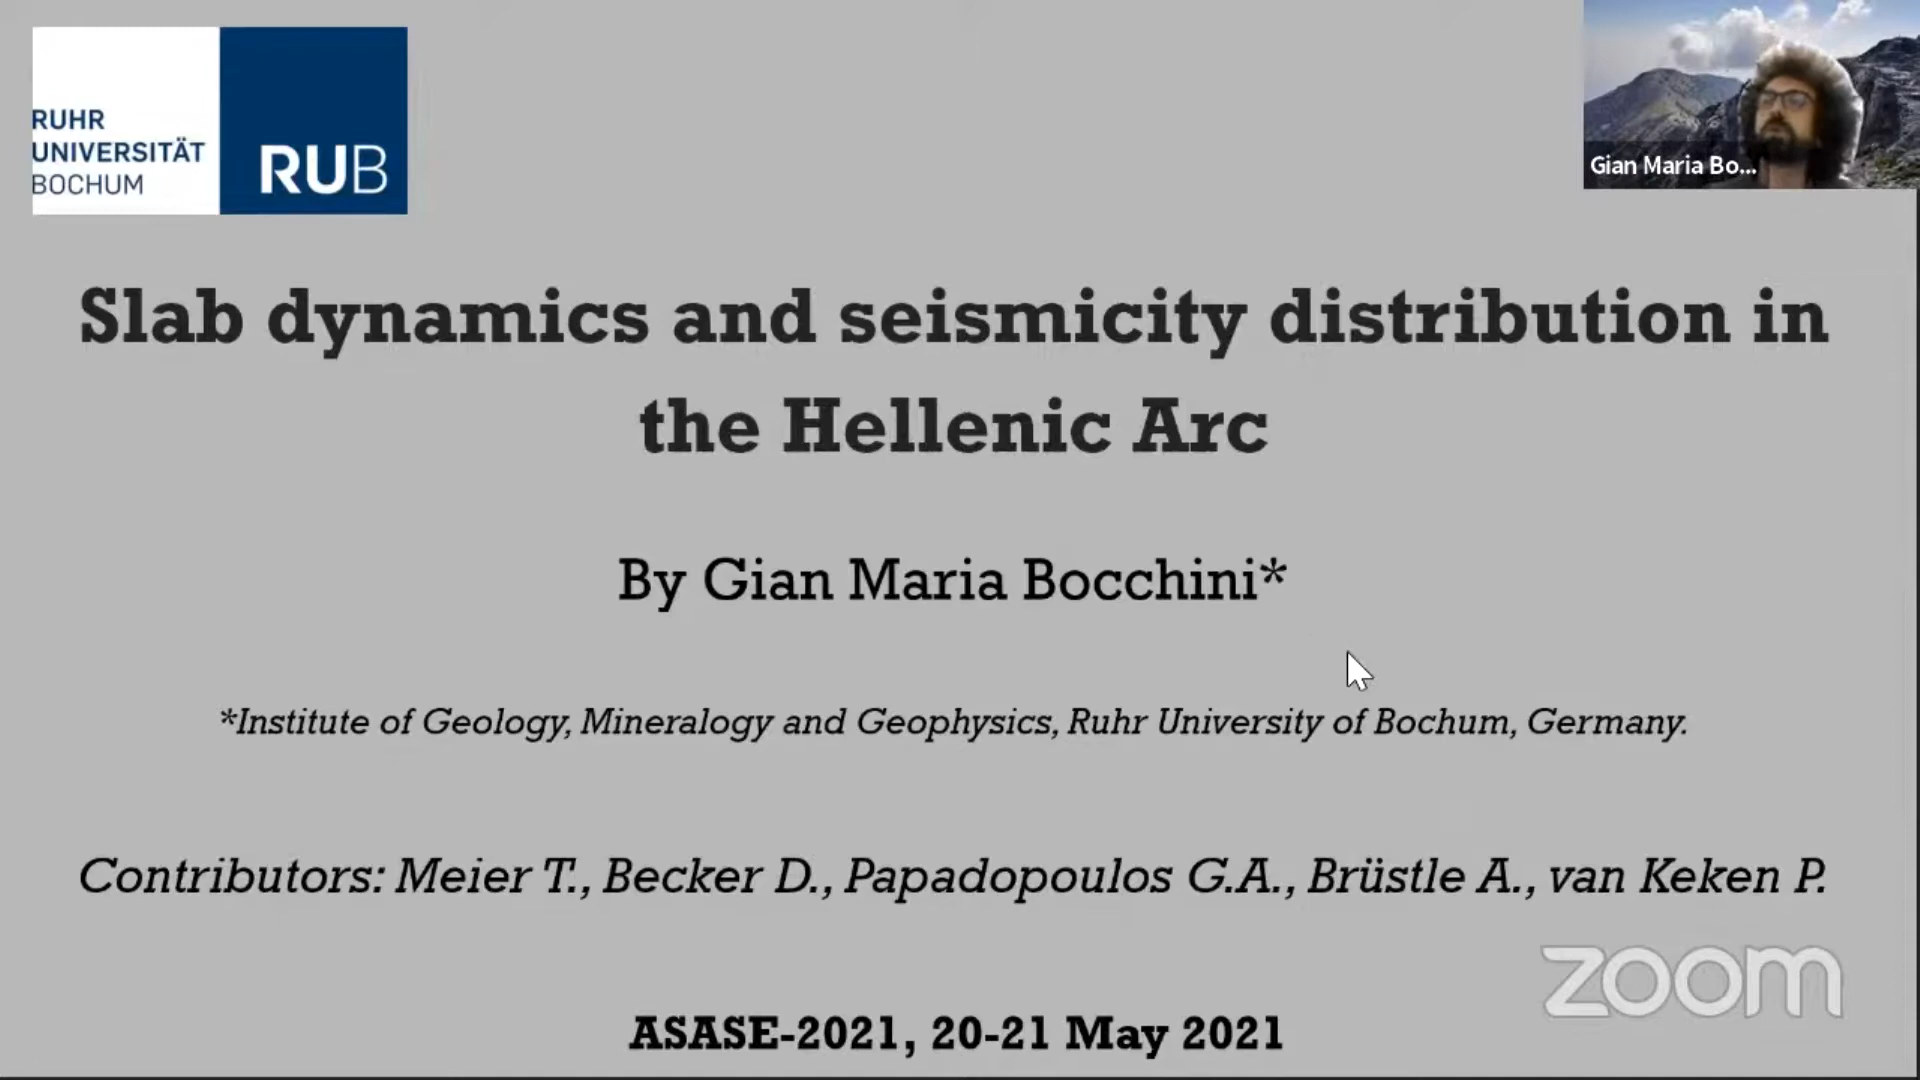 RUHR
UNIVERSITÄT
BOCHUM
RUB
Gian Maria Bo...
Slab dynamics and seismicity distribution in
the Hellenic Arc
By Gian Maria Bocchini*
*Institute of Geology, Mineralogy and Geophysics, Ruhr University of Bochum, Germany.
Contributors: Meier T., Becker D., Papadopoulos G.A., Brüstle A., van Keken P.
zoom
ASASE-2021, 20-21 May 2021